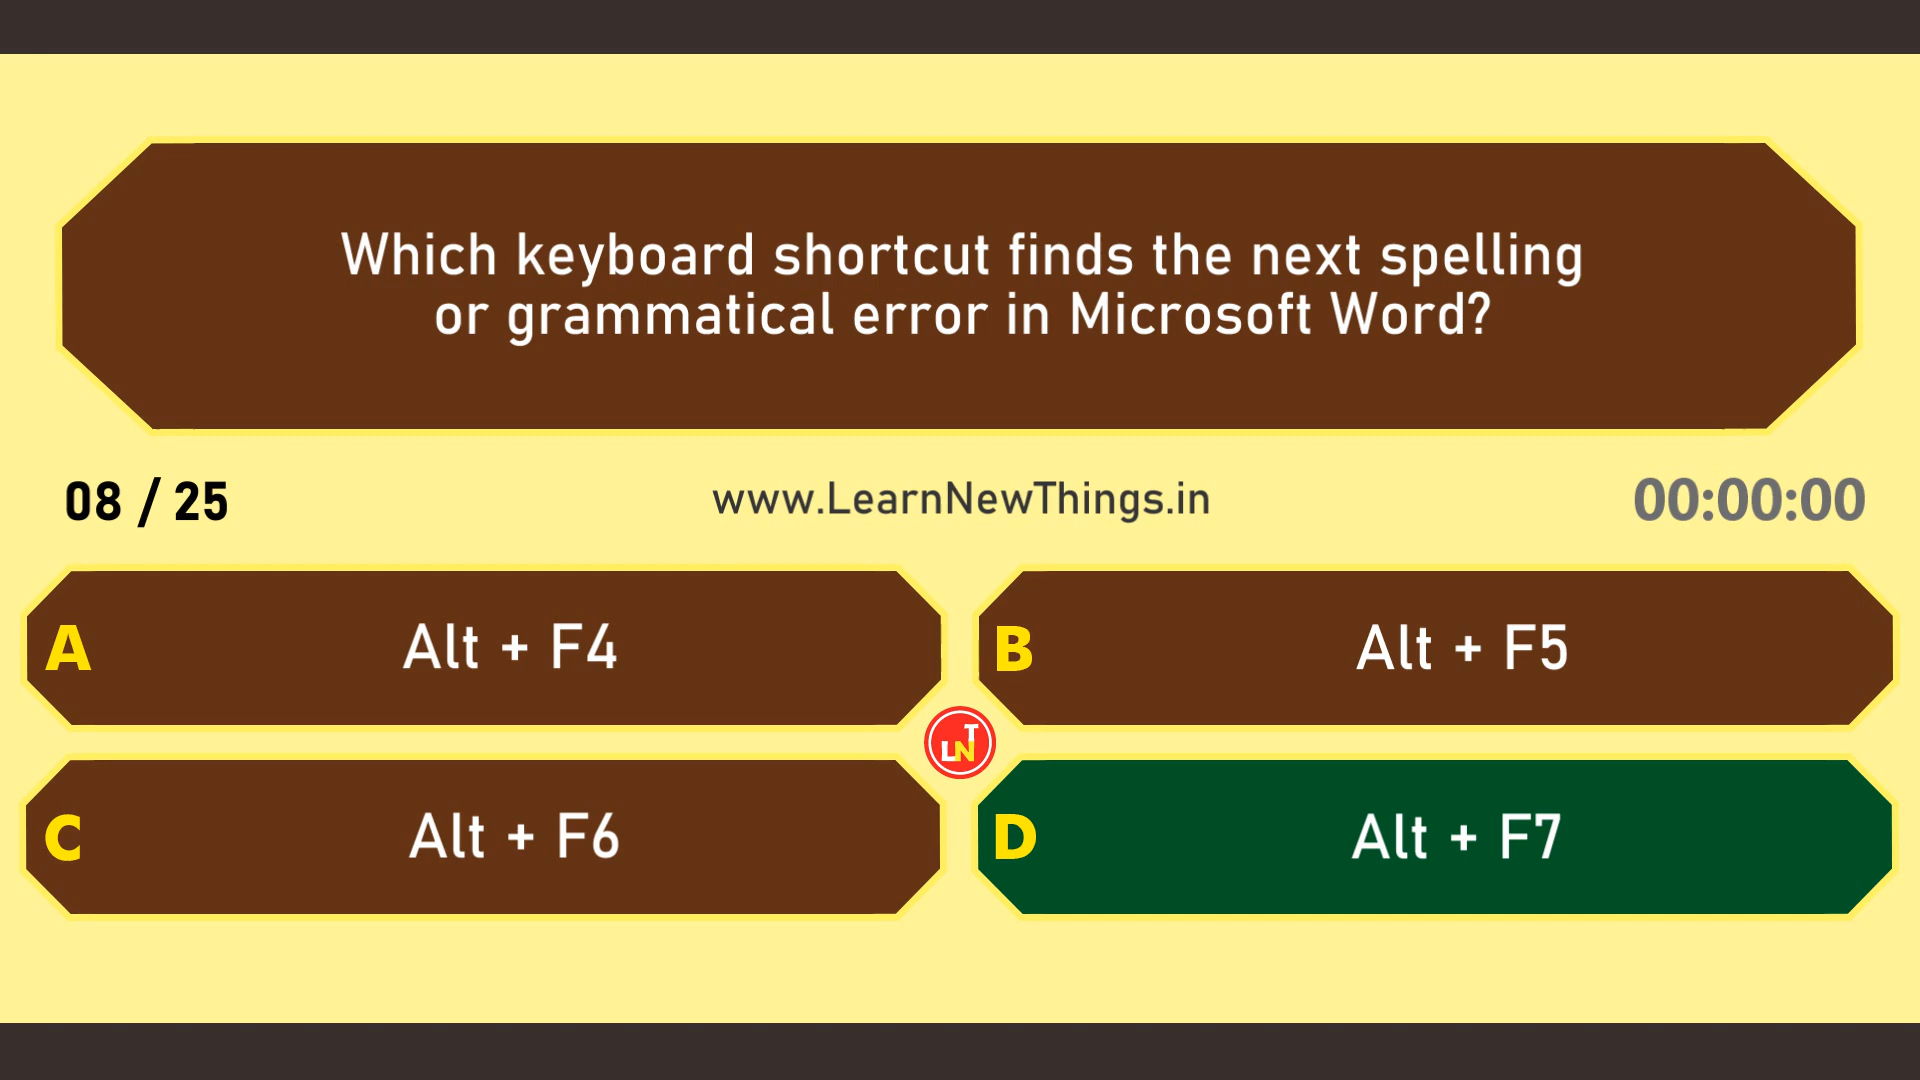 Which keyboard shortcut finds the next spelling
or grammatical error in Microsoft Word?
08 / 25
www.LearnNewThings.in
00:00:00
A
Alt + F4
B
Alt + F5
LNT
C
Alt + F6
D
Alt + F7